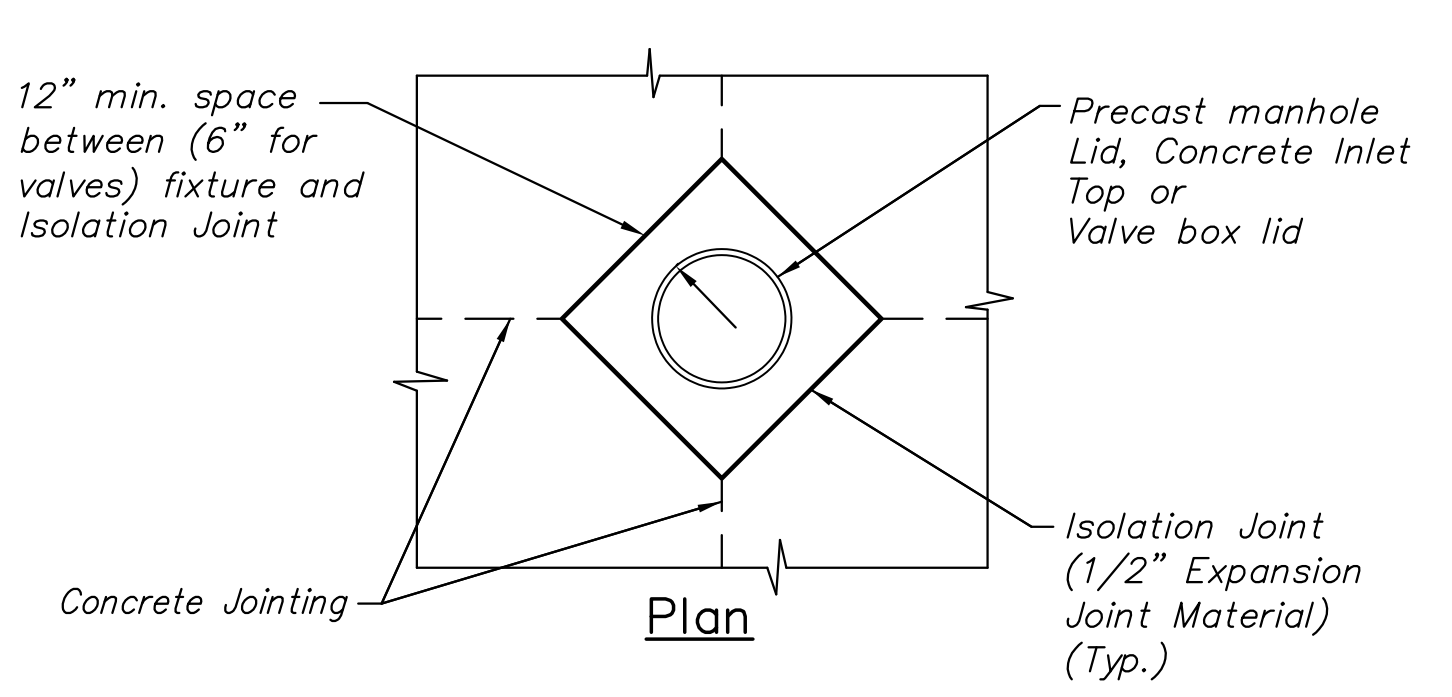 12” min. space
between (6” for
valves) fixture and
Isolation Joint
Precast manhole
Lid, Concrete Inlet
Top or
Valve box lid
Isolation Joint
(1/2” Expansion
Joint Material)
(Typ.)
Concrete Jointing
Plan